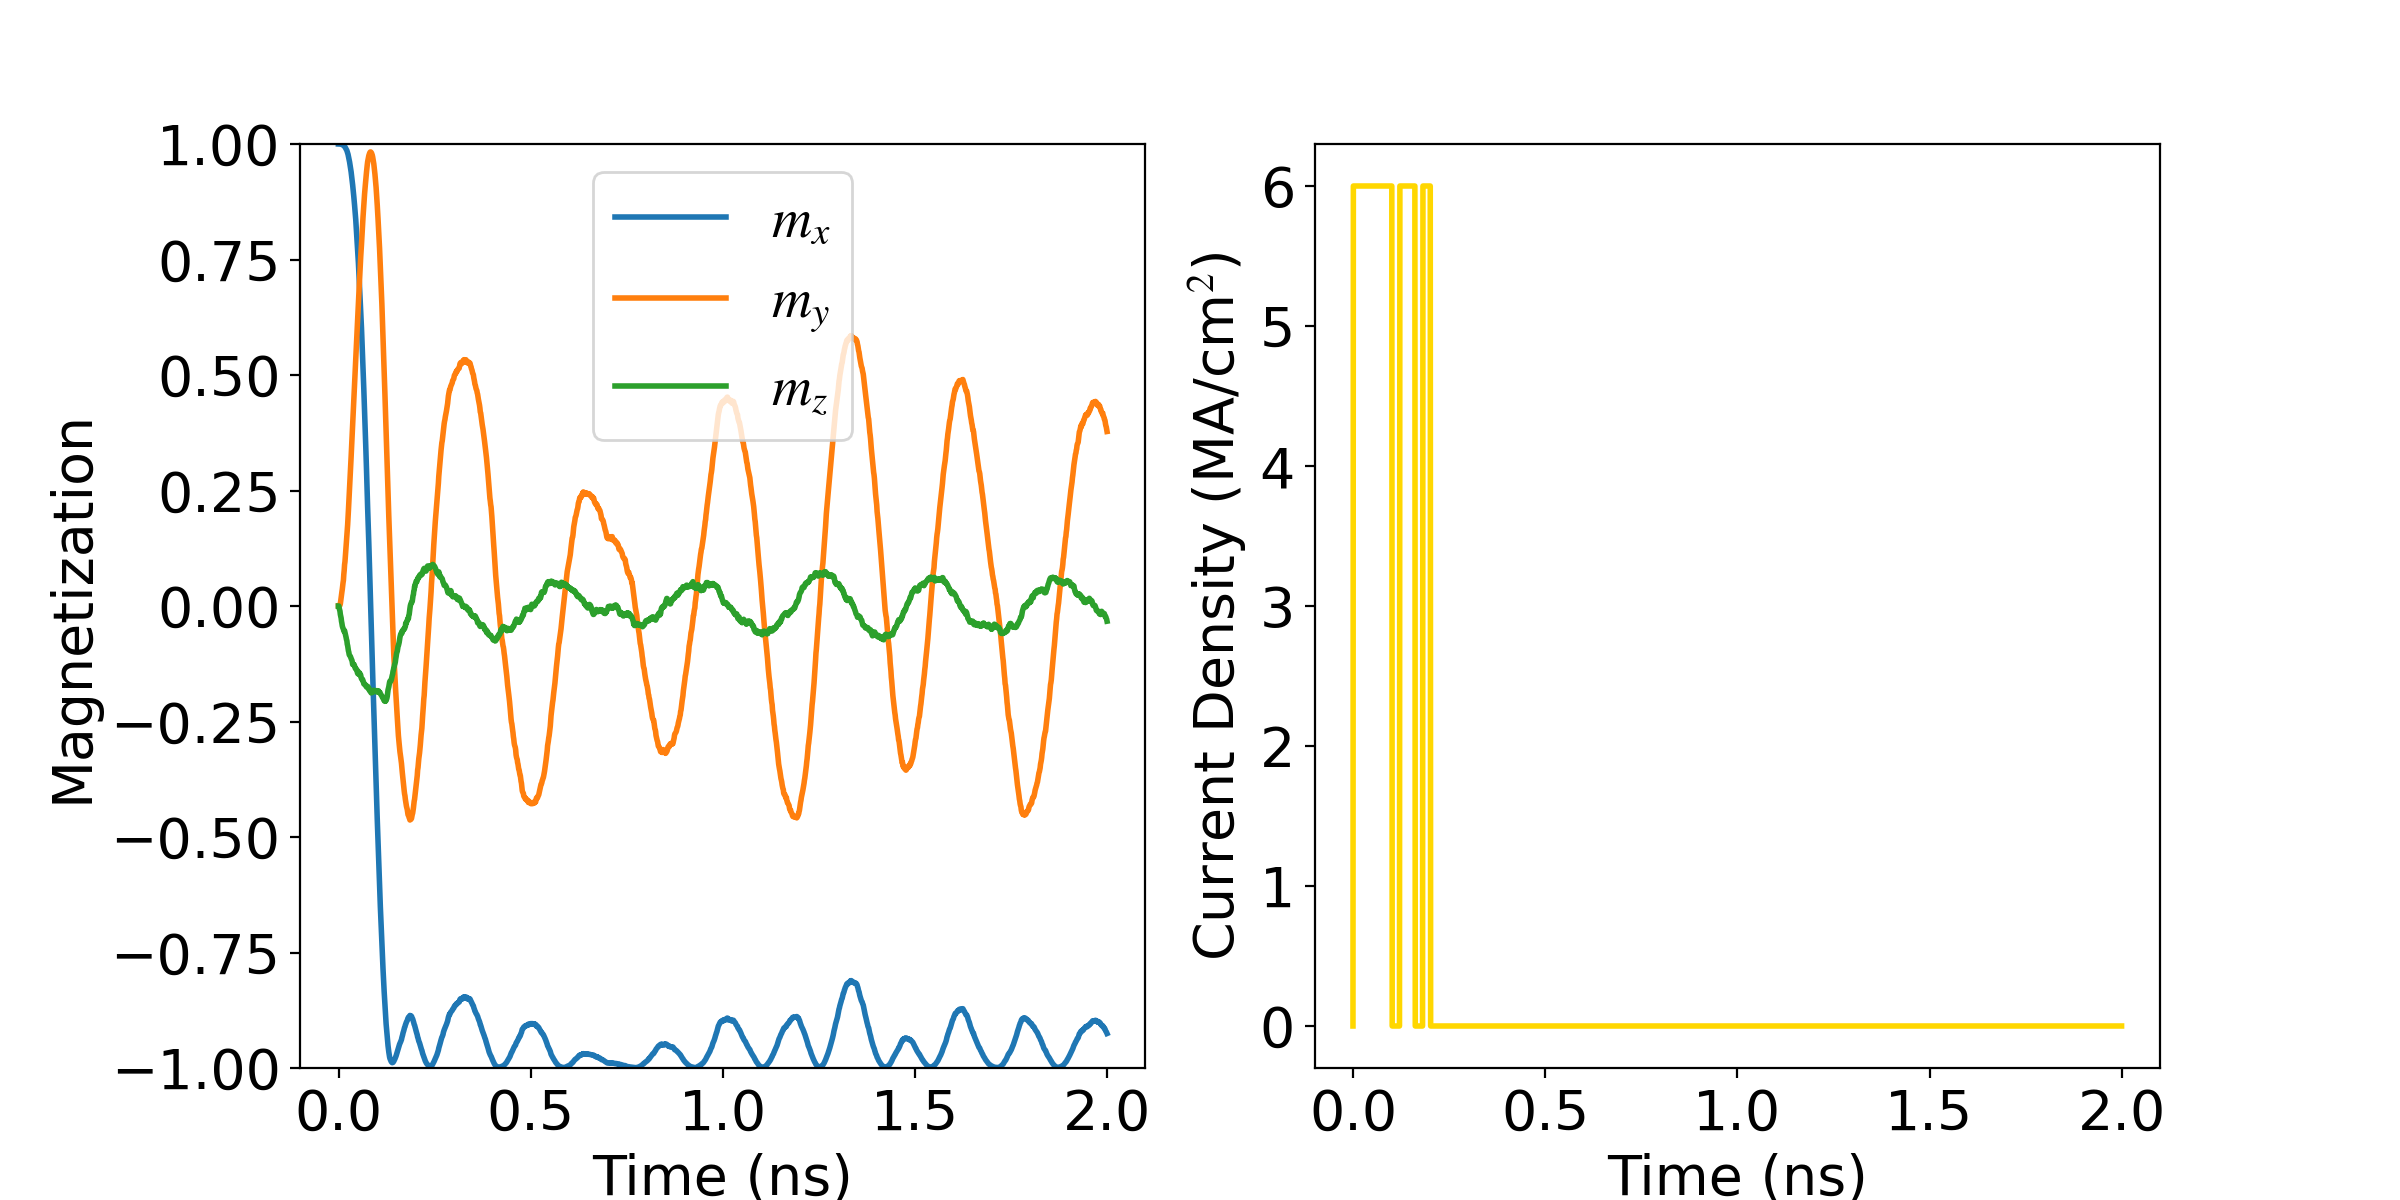 1.00
0.75
0.50
0.25
0.00
−0.25
−0.50
−0.75
−1.00
Magnetization
0.0 0.5 1.0 1.5 2.0
Time (ns)
m_x
m_y
m_z
6
5
4
3
2
1
0
Current Density (MA/cm²)
0.0 0.5 1.0 1.5 2.0
Time (ns)